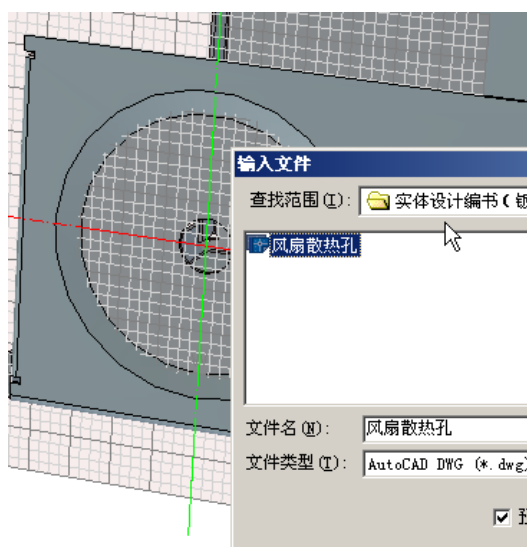 输入文件
查找范围(I): 实体设计编书(钣
风扇散热孔
文件名(N): 风扇散热孔
文件类型(T): AutoCAD DWG (*.dwg)